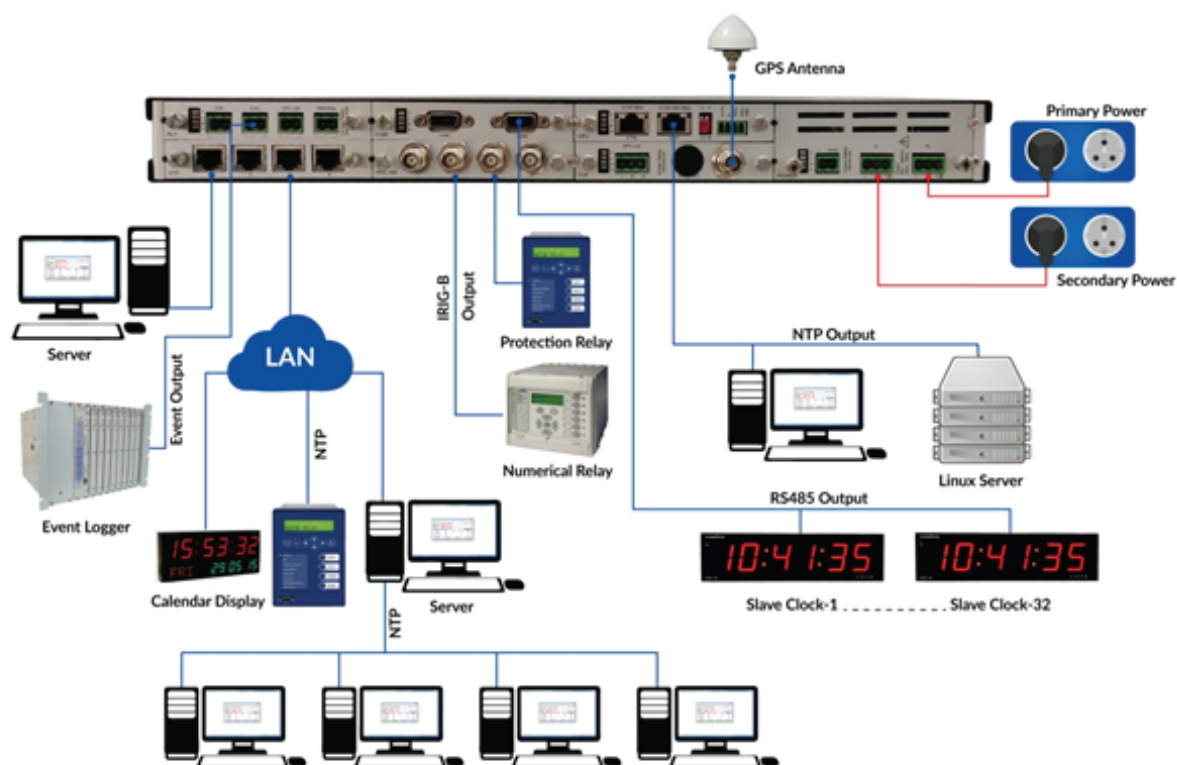 GPS Antenna
Primary Power
Secondary Power
Server
LAN
Event Output
IRIG-B
Output
Protection Relay
NTP Output
Numerical Relay
Linux Server
Event Logger
NTP
RS485 Output
15:53:32
FRI 29 05 15
Calendar Display
Server
10:41:35
10:41:35
Slave Clock-1
Slave Clock-32
NTP